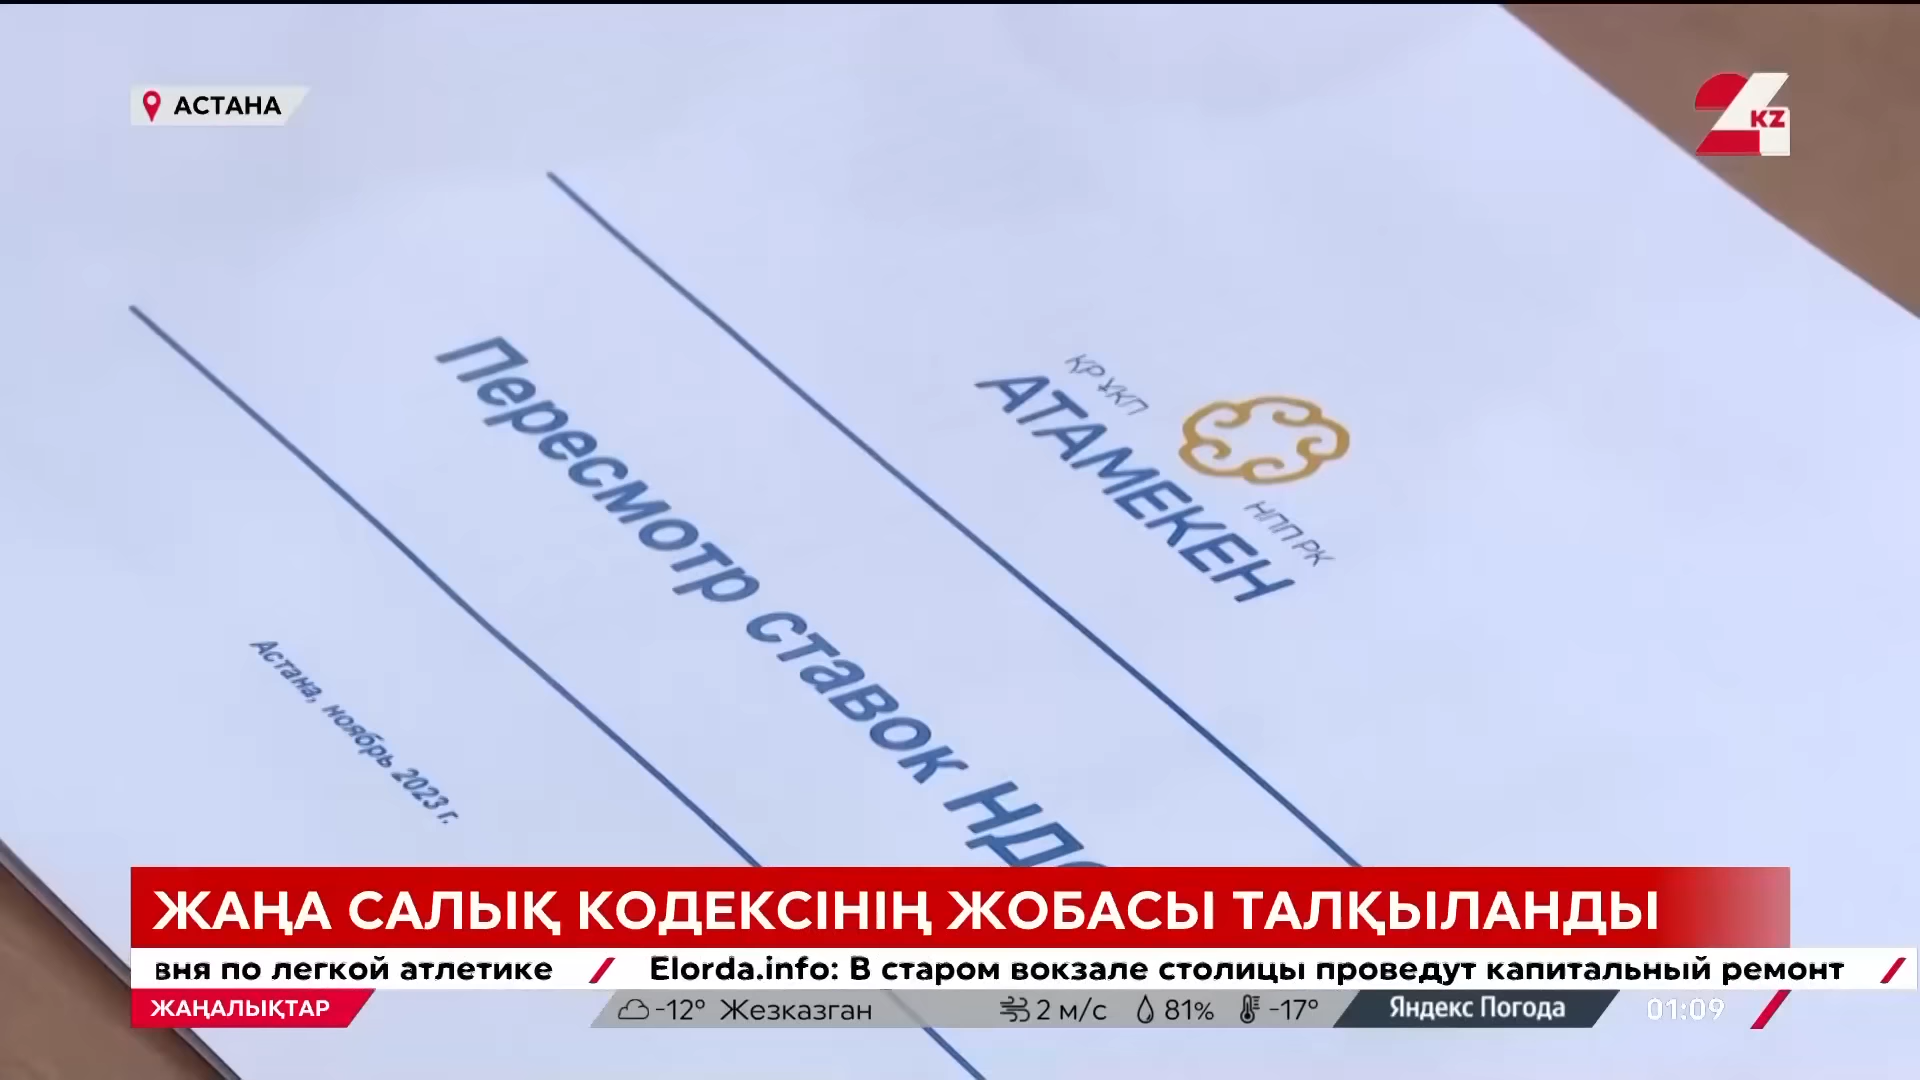 АСТАНА
24 KZ
ҚР ҰКП
АТАМЕКЕН
НПП РК
Пересмотр ставок НДС
Астана, ноябрь 2023 г.
ЖАҢА САЛЫҚ КОДЕКСІНІҢ ЖОБАСЫ ТАЛҚЫЛАНДЫ
вня по легкой атлетике / Elorda.info: В старом вокзале столицы проведут капитальный ремонт /
ЖАҢАЛЫҚТАР -12° Жезказган 2 м/с 81% -17° Яндекс Погода 01:09